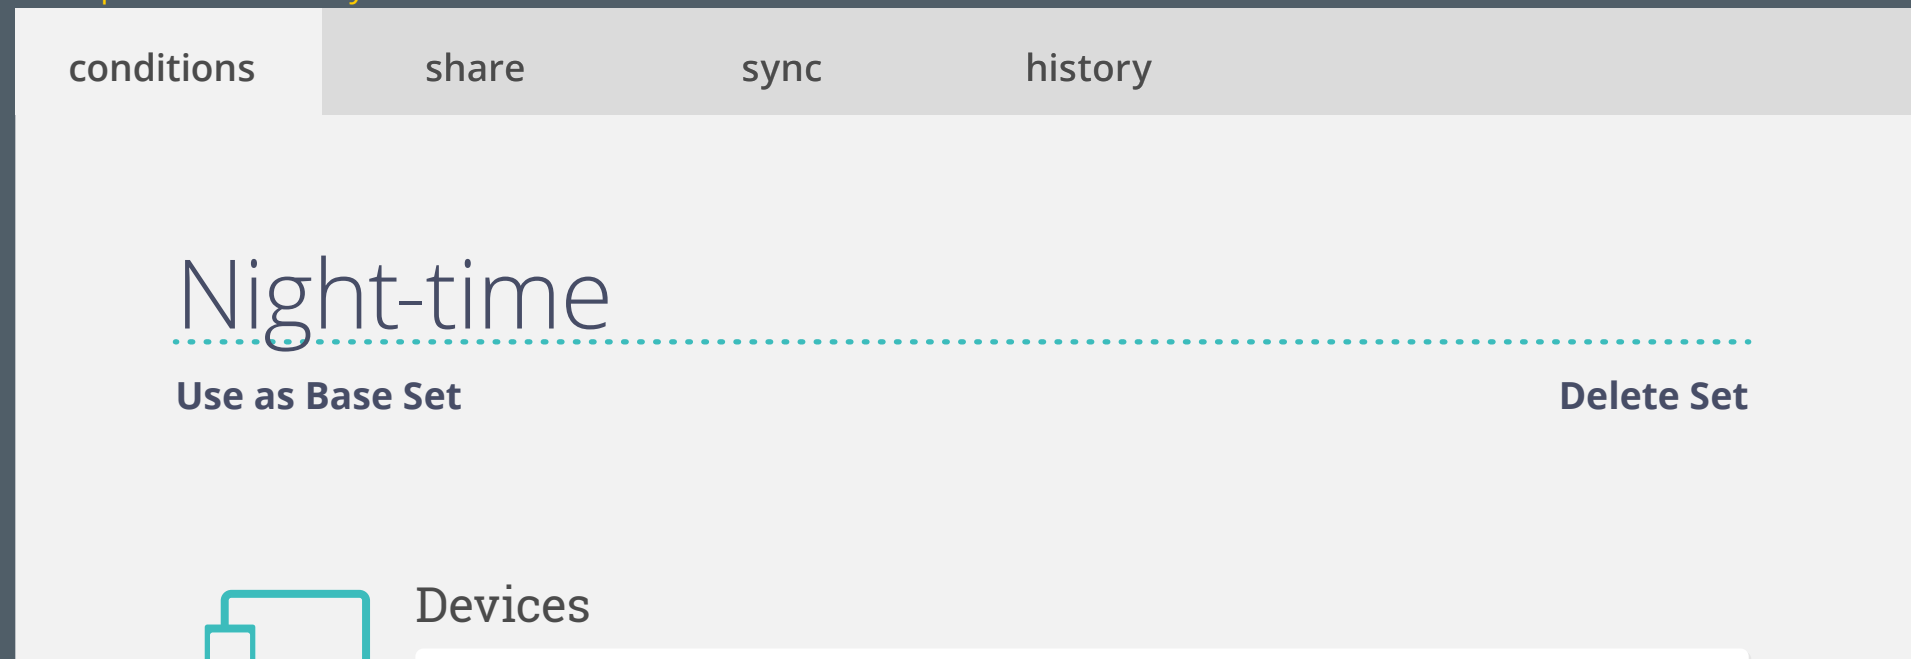 conditions share sync history
Night-time
Use as Base Set Delete Set
Devices